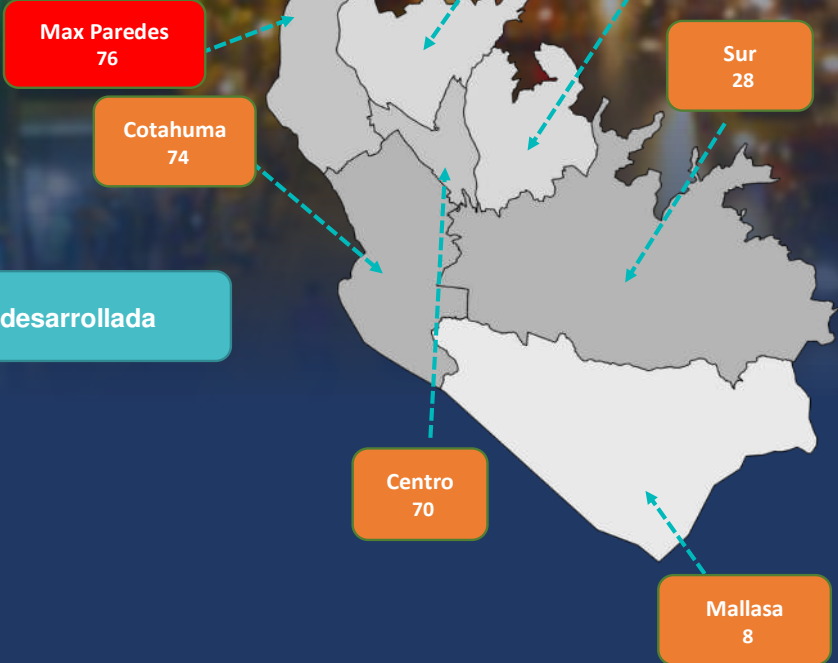 Max Paredes
76
Sur
28
Cotahuma
74
desarrollada
Centro
70
Mallasa
8